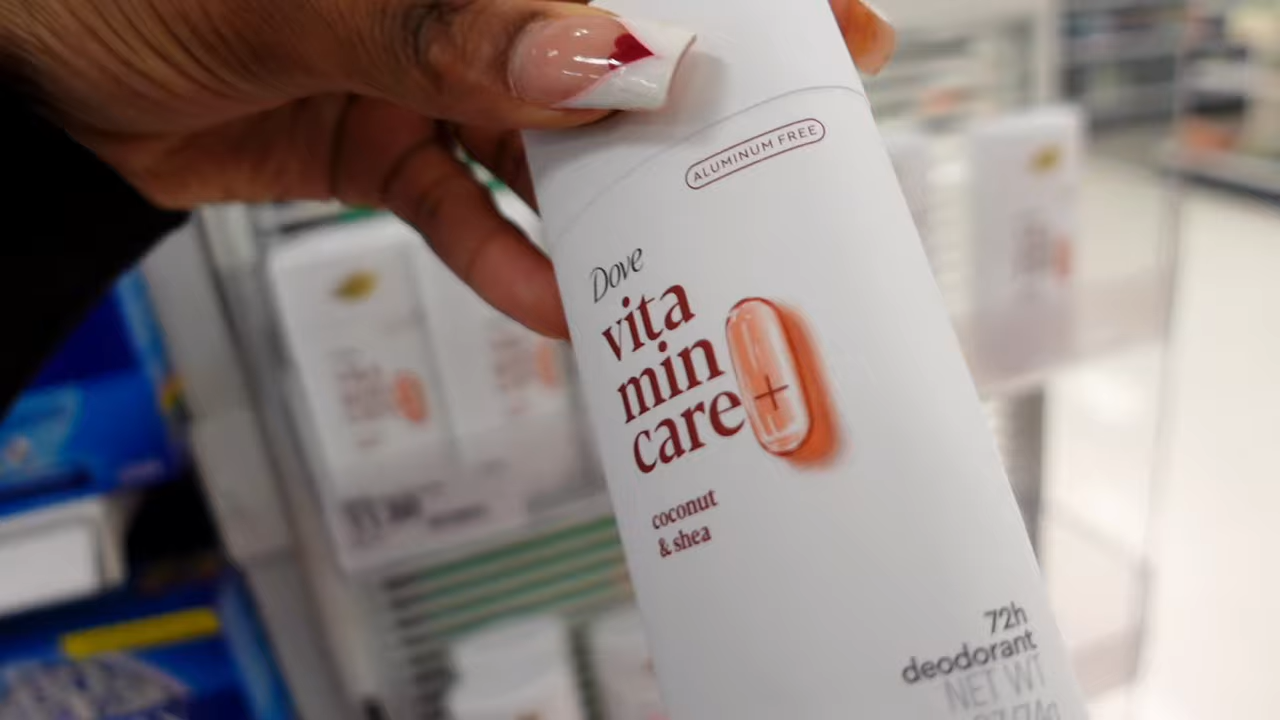 ALUMINUM FREE
Dove
vita
min
care
+
coconut
& shea
72h
deodorant
NET WT